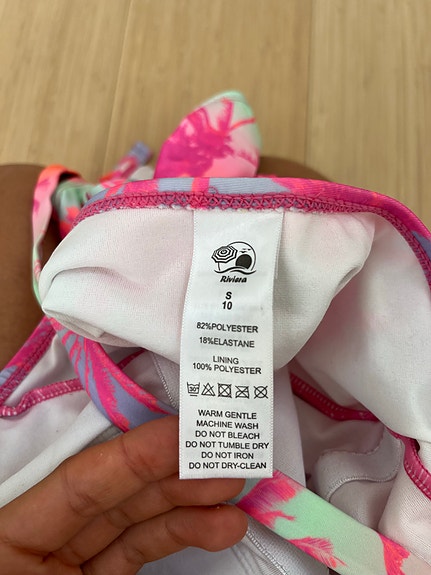 Riviera
S
10
82%POLYESTER
18%ELASTANE
LINING
100% POLYESTER
30°
WARM GENTLE
MACHINE WASH
DO NOT BLEACH
DO NOT TUMBLE DRY
DO NOT IRON
DO NOT DRY-CLEAN